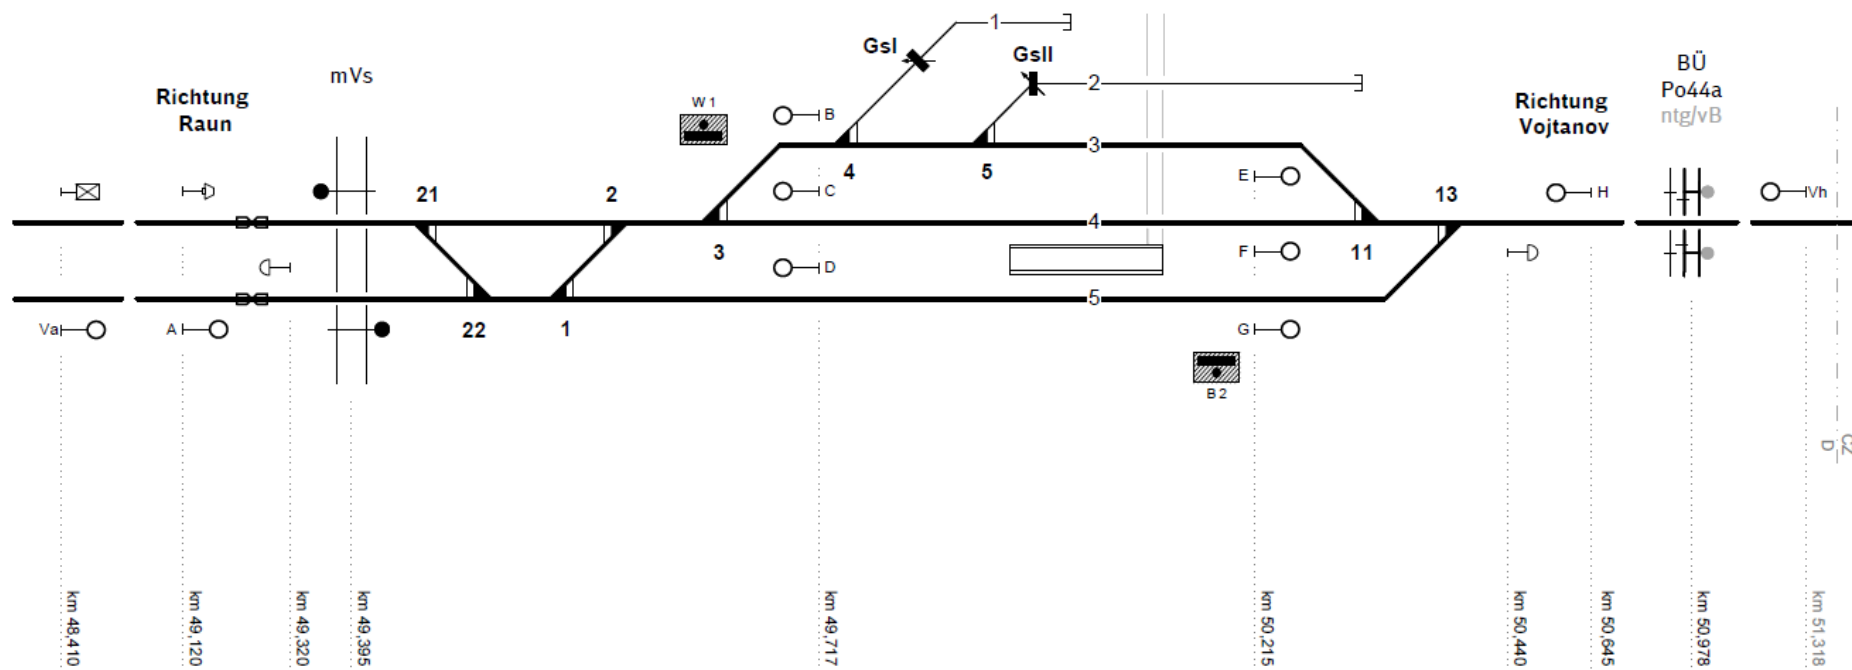 1
GsI
GsII
mVs
BÜ
Po44a
ntg/vB
Richtung
Raun
2
Richtung
Vojtanov
W 1
B
3
4
5
21
2
C
E
13
H
Vh
4
3
D
F
11
5
Va
A
22
1
G
B 2
CZ
D
km 48,410
km 49,120
km 49,320
km 49,395
km 49,717
km 50,215
km 50,440
km 50,645
km 50,978
km 51,318